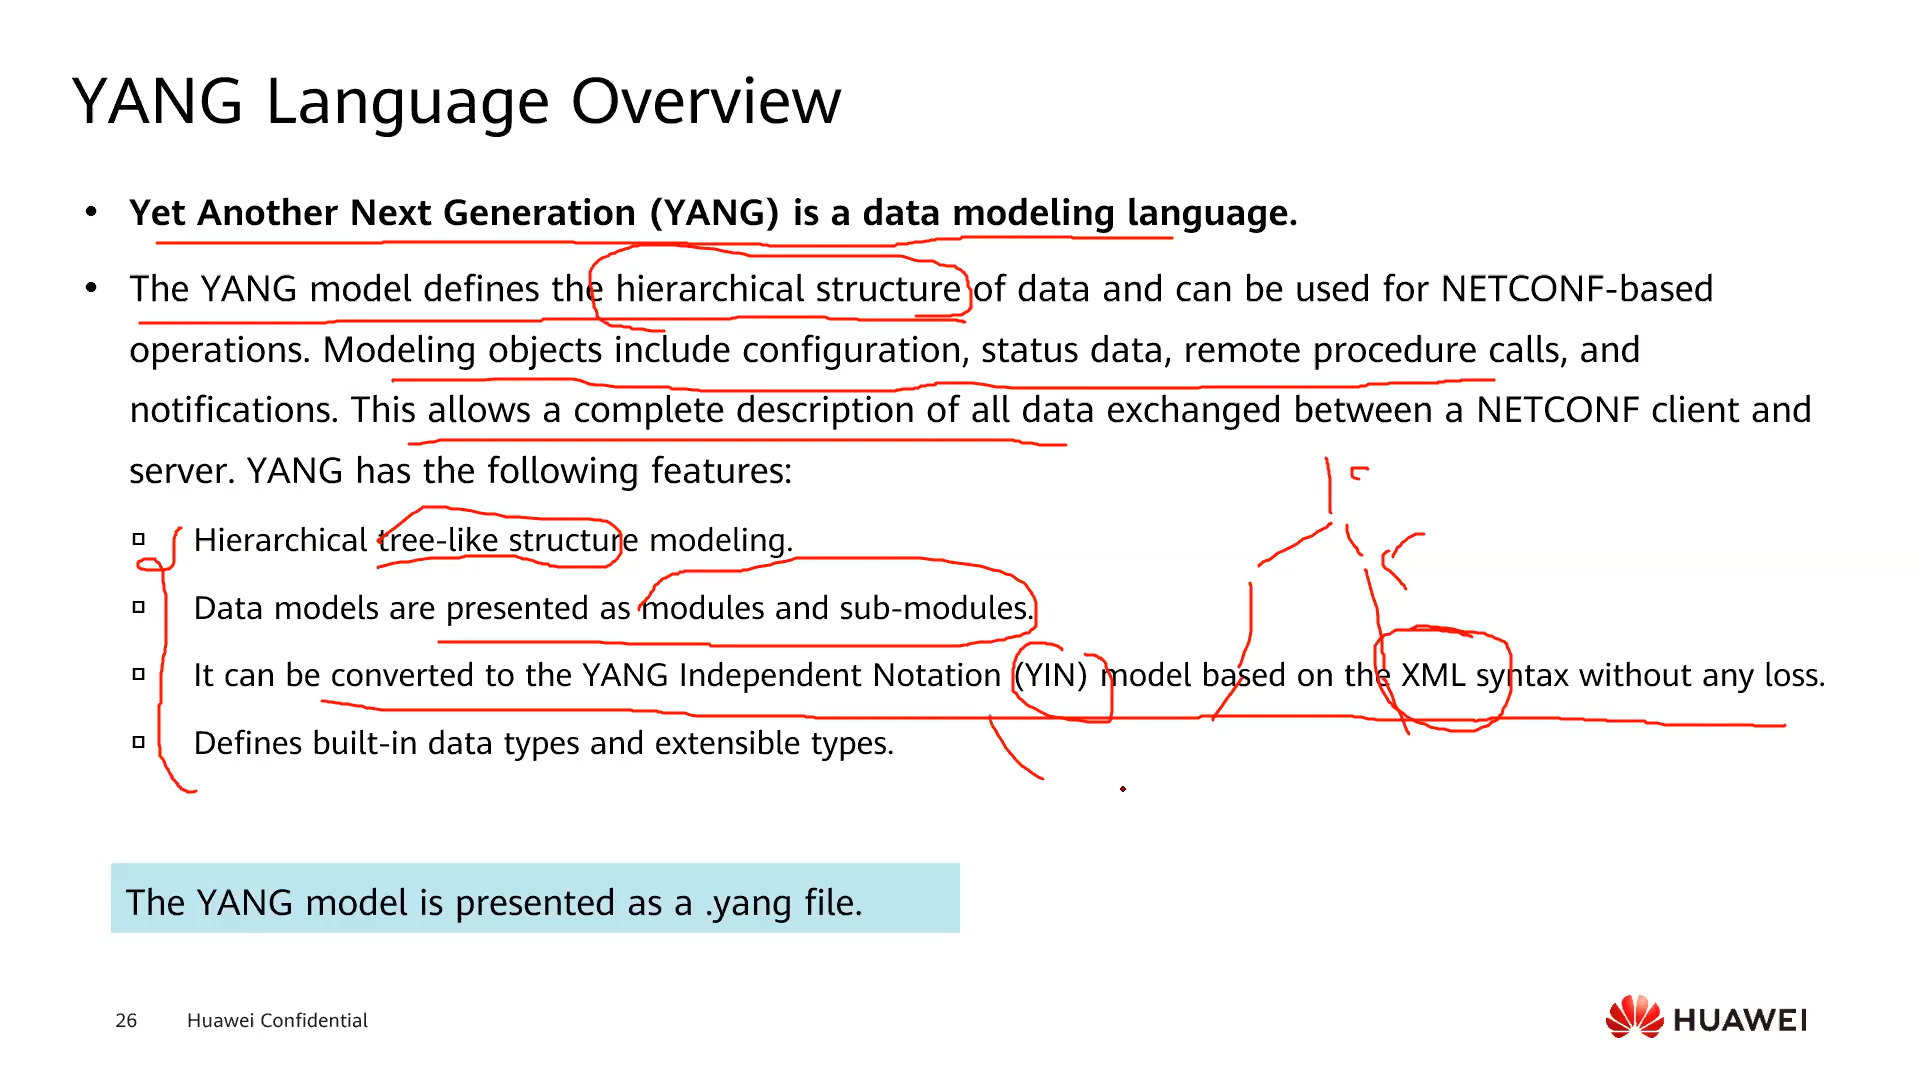 YANG Language Overview
• Yet Another Next Generation (YANG) is a data modeling language.
• The YANG model defines the hierarchical structure of data and can be used for NETCONF-based
operations. Modeling objects include configuration, status data, remote procedure calls, and
notifications. This allows a complete description of all data exchanged between a NETCONF client and
server. YANG has the following features:
Hierarchical tree-like structure modeling.
Data models are presented as modules and sub-modules.
It can be converted to the YANG Independent Notation (YIN) model based on the XML syntax without any loss.
Defines built-in data types and extensible types.
The YANG model is presented as a .yang file.
26 Huawei Confidential
HUAWEI